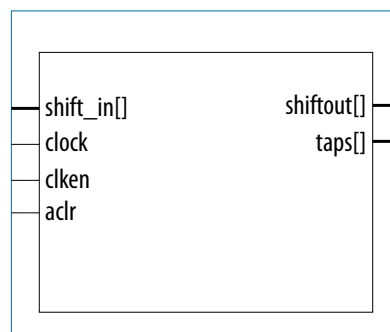 shift_in[]
clock
clken
aclr
shiftout[]
taps[]